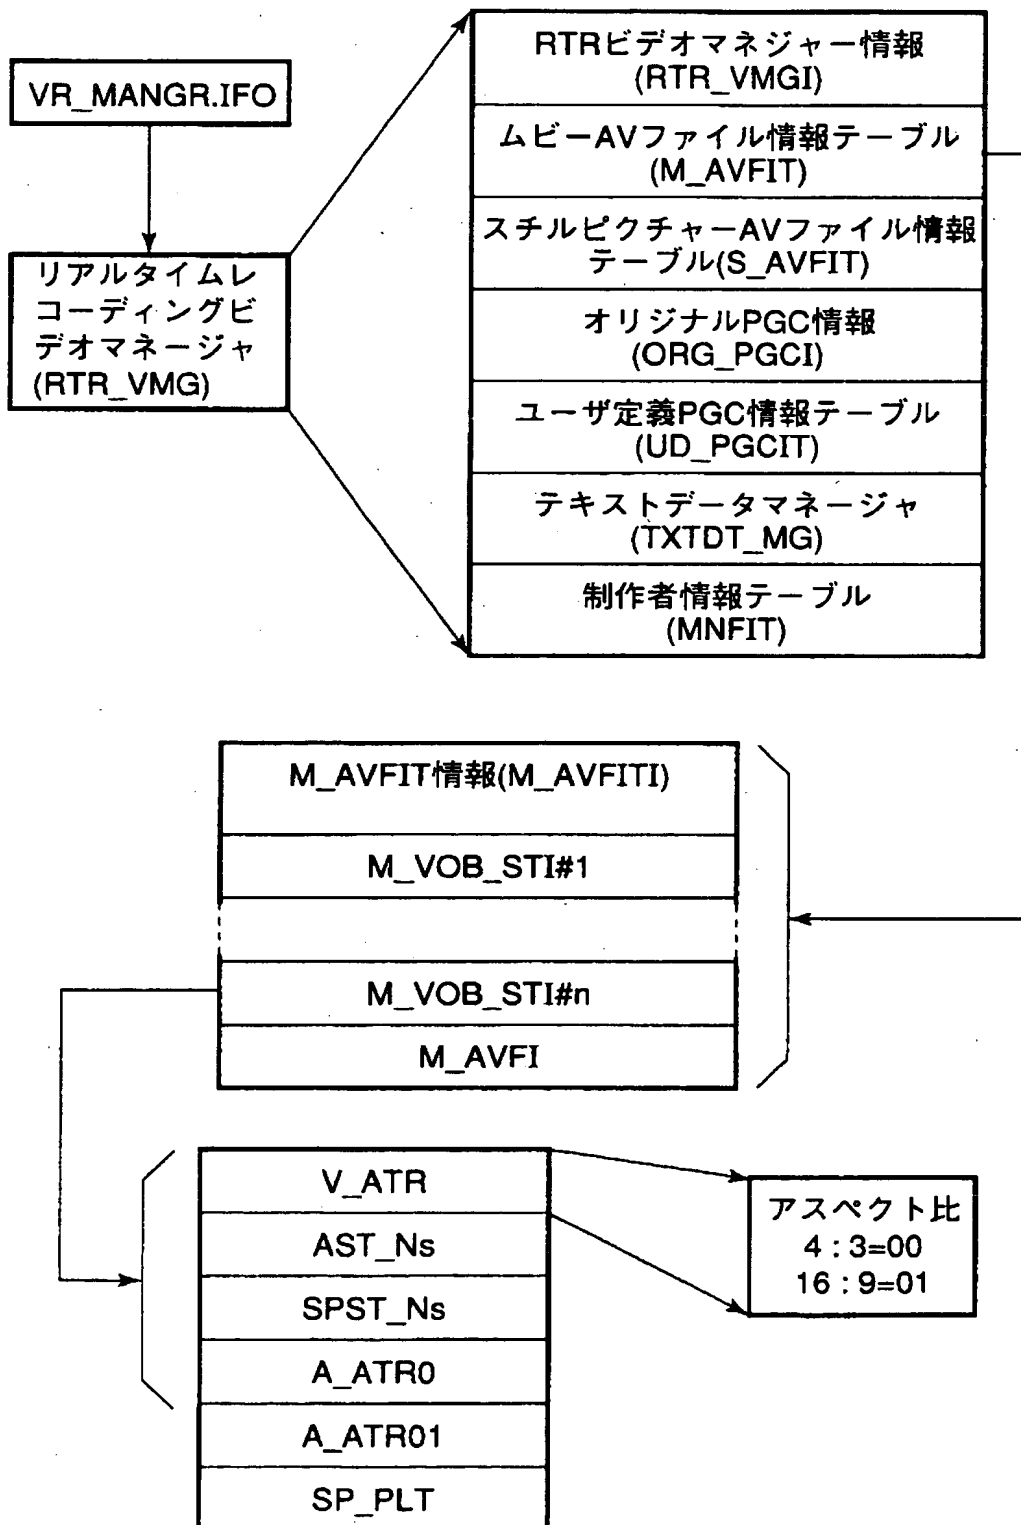 VR_MANGR.IFO
リアルタイムレ
コーディングビ
デオマネージャ
(RTR_VMG)
RTRビデオマネジャー情報
(RTR_VMGI)
ムビーAVファイル情報テーブル
(M_AVFIT)
スチルピクチャーAVファイル情報
テーブル(S_AVFIT)
オリジナルPGC情報
(ORG_PGCI)
ユーザ定義PGC情報テーブル
(UD_PGCIT)
テキストデータマネージャ
(TXTDT_MG)
制作者情報テーブル
(MNFIT)
M_AVFIT情報(M_AVFITI)
M_VOB_STI#1
M_VOB_STI#n
M_AVFI
V_ATR
AST_Ns
SPST_Ns
A_ATR0
A_ATR01
SP_PLT
アスペクト比
4:3=00
16:9=01